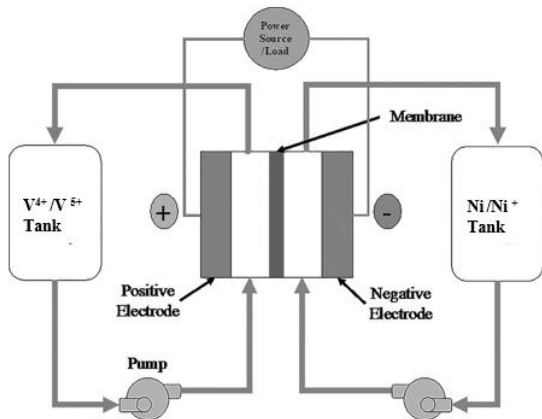 Power
Source
/Load
Membrane
V⁴⁺/V ⁵⁺
Tank
Ni/Ni ⁺
Tank
+
-
Positive
Electrode
Negative
Electrode
Pump